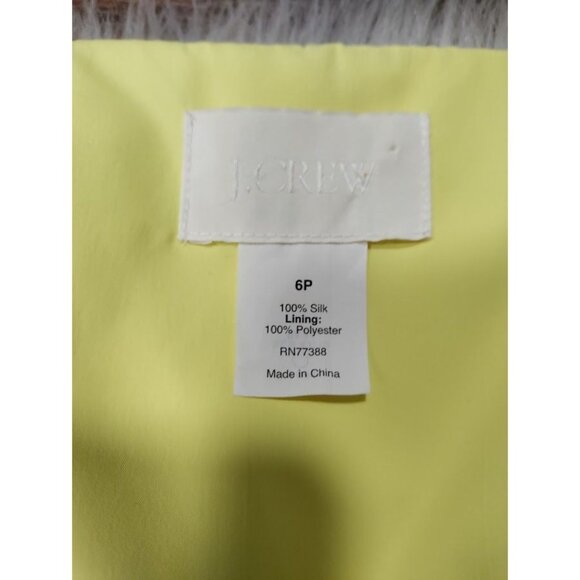 J.CREW
6P
100% Silk
Lining:
100% Polyester
RN77388
Made in China